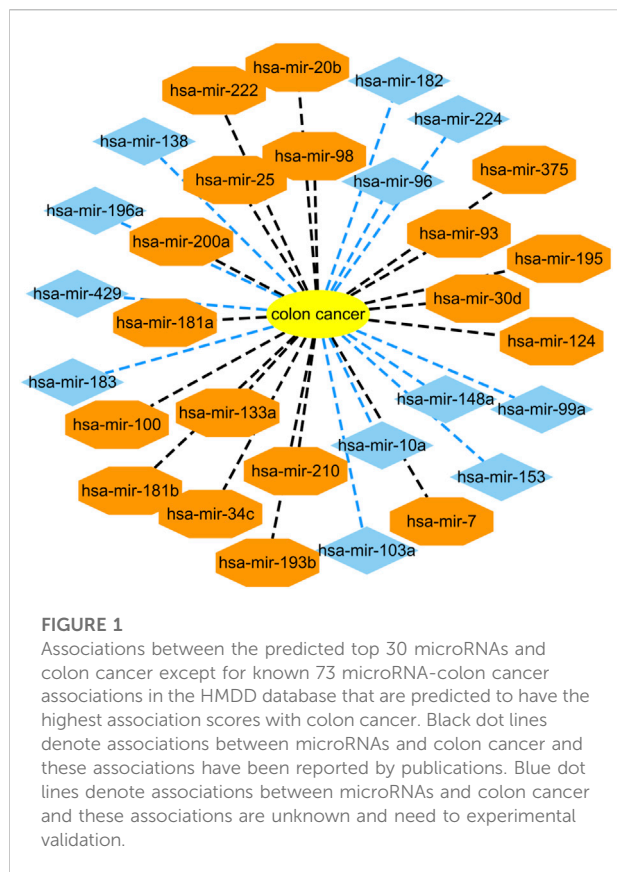 hsa-mir-20b
hsa-mir-222
hsa-mir-182
hsa-mir-224
hsa-mir-138
hsa-mir-98
hsa-mir-25
hsa-mir-96
hsa-mir-375
hsa-mir-196a
hsa-mir-200a
hsa-mir-93
hsa-mir-195
hsa-mir-429
hsa-mir-30d
colon cancer
hsa-mir-181a
hsa-mir-124
hsa-mir-183
hsa-mir-148a
hsa-mir-99a
hsa-mir-100
hsa-mir-133a
hsa-mir-10a
hsa-mir-210
hsa-mir-153
hsa-mir-181b
hsa-mir-34c
hsa-mir-7
hsa-mir-193b
hsa-mir-103a
FIGURE 1
Associations between the predicted top 30 microRNAs and
colon cancer except for known 73 microRNA-colon cancer
associations in the HMDD database that are predicted to have the
highest association scores with colon cancer. Black dot lines
denote associations between microRNAs and colon cancer and
these associations have been reported by publications. Blue dot
lines denote associations between microRNAs and colon cancer
and these associations are unknown and need to experimental
validation.